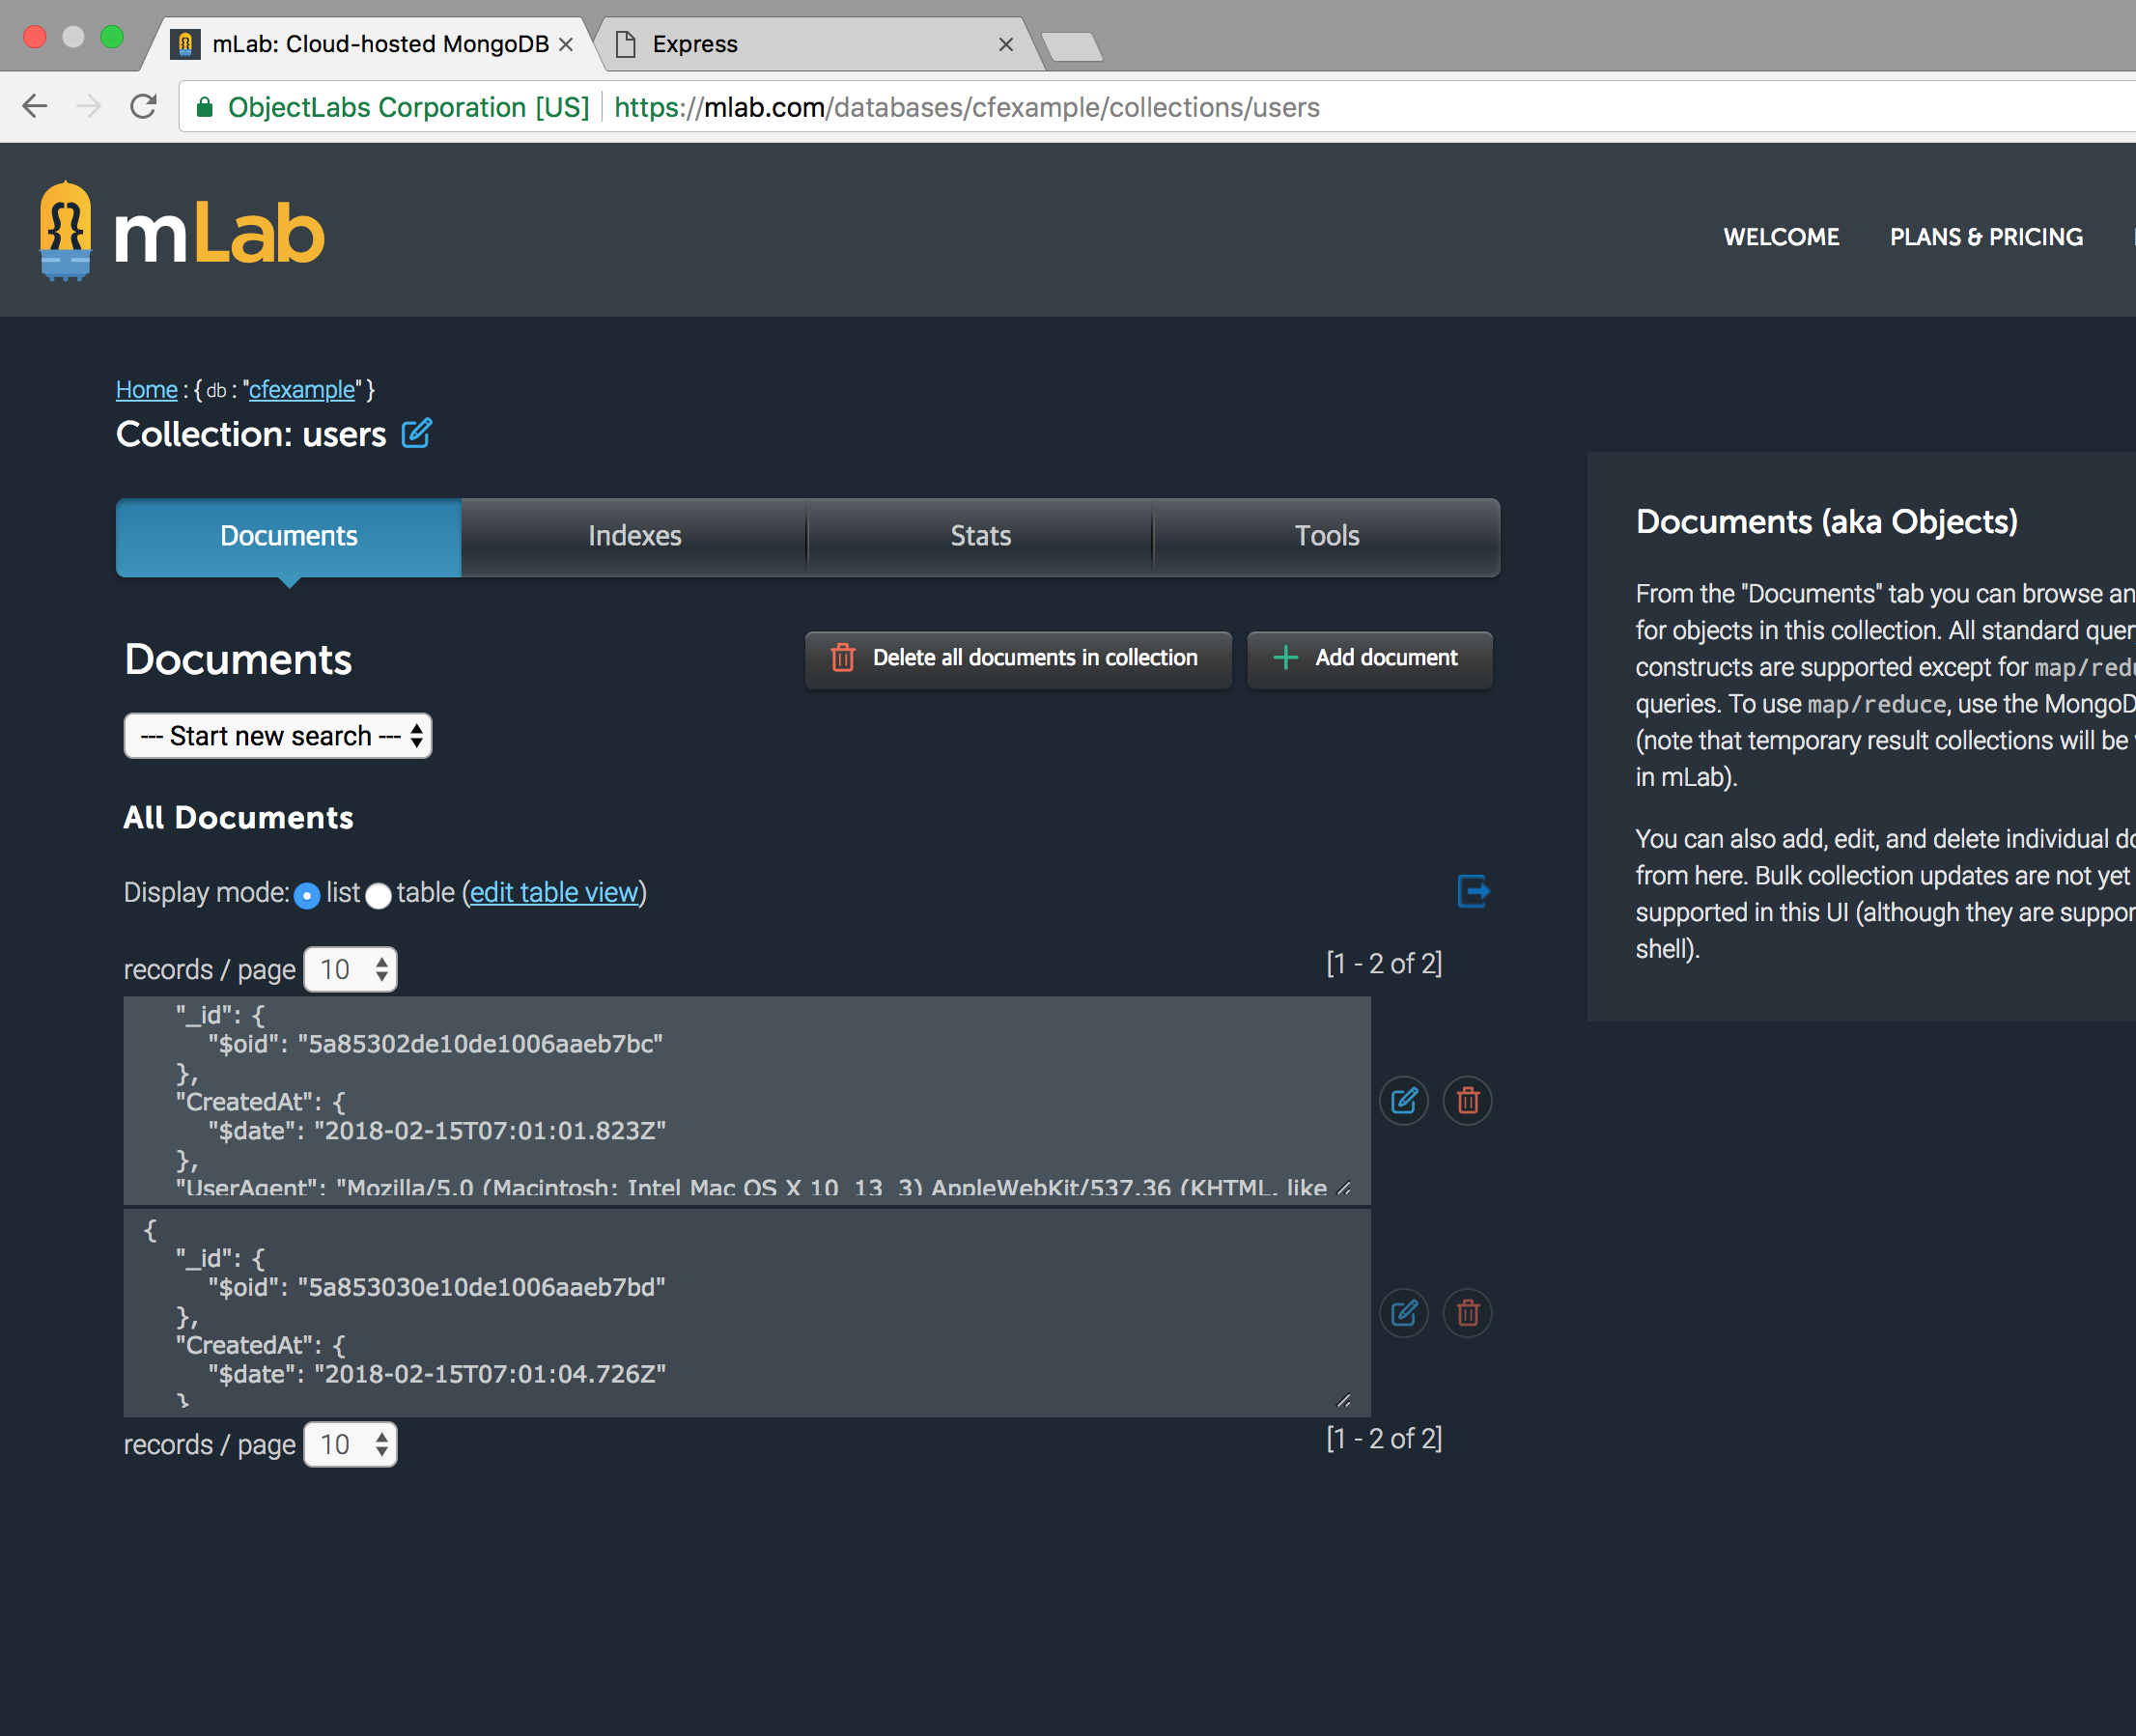 mLab: Cloud-hosted MongoDB
Express
ObjectLabs Corporation [US]
https://mlab.com/databases/cfexample/collections/users
mLab
WELCOME
PLANS & PRICING
Home : { db : "cfexample" }
Collection: users
Documents
Indexes
Stats
Tools
Documents
Delete all documents in collection
Add document
--- Start new search ---
All Documents
Display mode: list table (edit table view)
records / page 10
[1 - 2 of 2]
"_id": {
"$oid": "5a85302de10de1006aaeb7bc"
},
"CreatedAt": {
"$date": "2018-02-15T07:01:01.823Z"
},
"UserAgent": "Mozilla/5.0 (Macintosh; Intel Mac OS X 10_13_3) AppleWebKit/537.36 (KHTML, like
{
"_id": {
"$oid": "5a853030e10de1006aaeb7bd"
},
"CreatedAt": {
"$date": "2018-02-15T07:01:04.726Z"
}
records / page 10
[1 - 2 of 2]
Documents (aka Objects)
From the "Documents" tab you can browse an
for objects in this collection. All standard quer
constructs are supported except for map/redu
queries. To use map/reduce, use the MongoD
(note that temporary result collections will be
in mLab).
You can also add, edit, and delete individual do
from here. Bulk collection updates are not yet
supported in this UI (although they are suppor
shell).